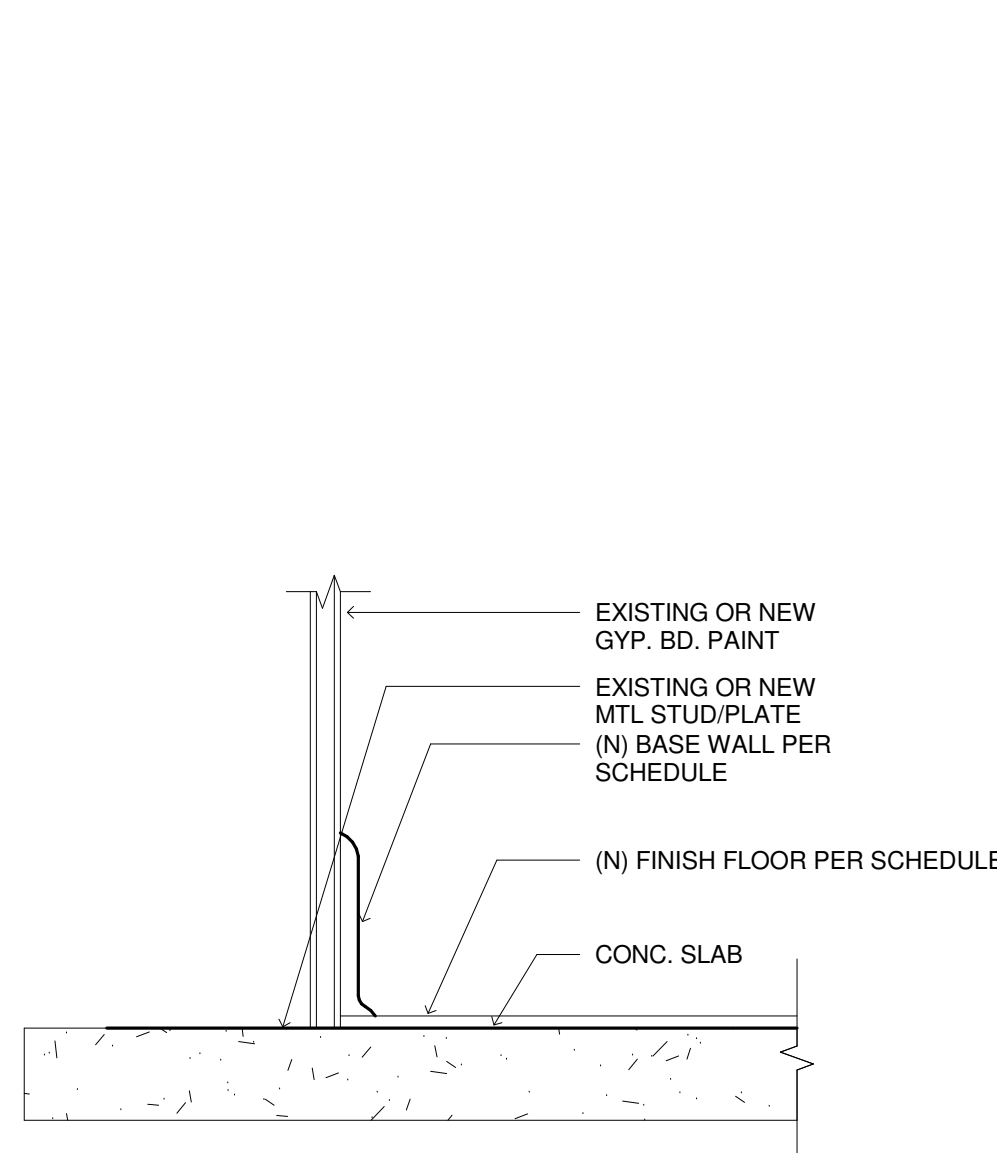 EXISTING OR NEW
GYP. BD. PAINT
EXISTING OR NEW
MTL STUD/PLATE
(N) BASE WALL PER
SCHEDULE
(N) FINISH FLOOR PER SCHEDULE
CONC. SLAB